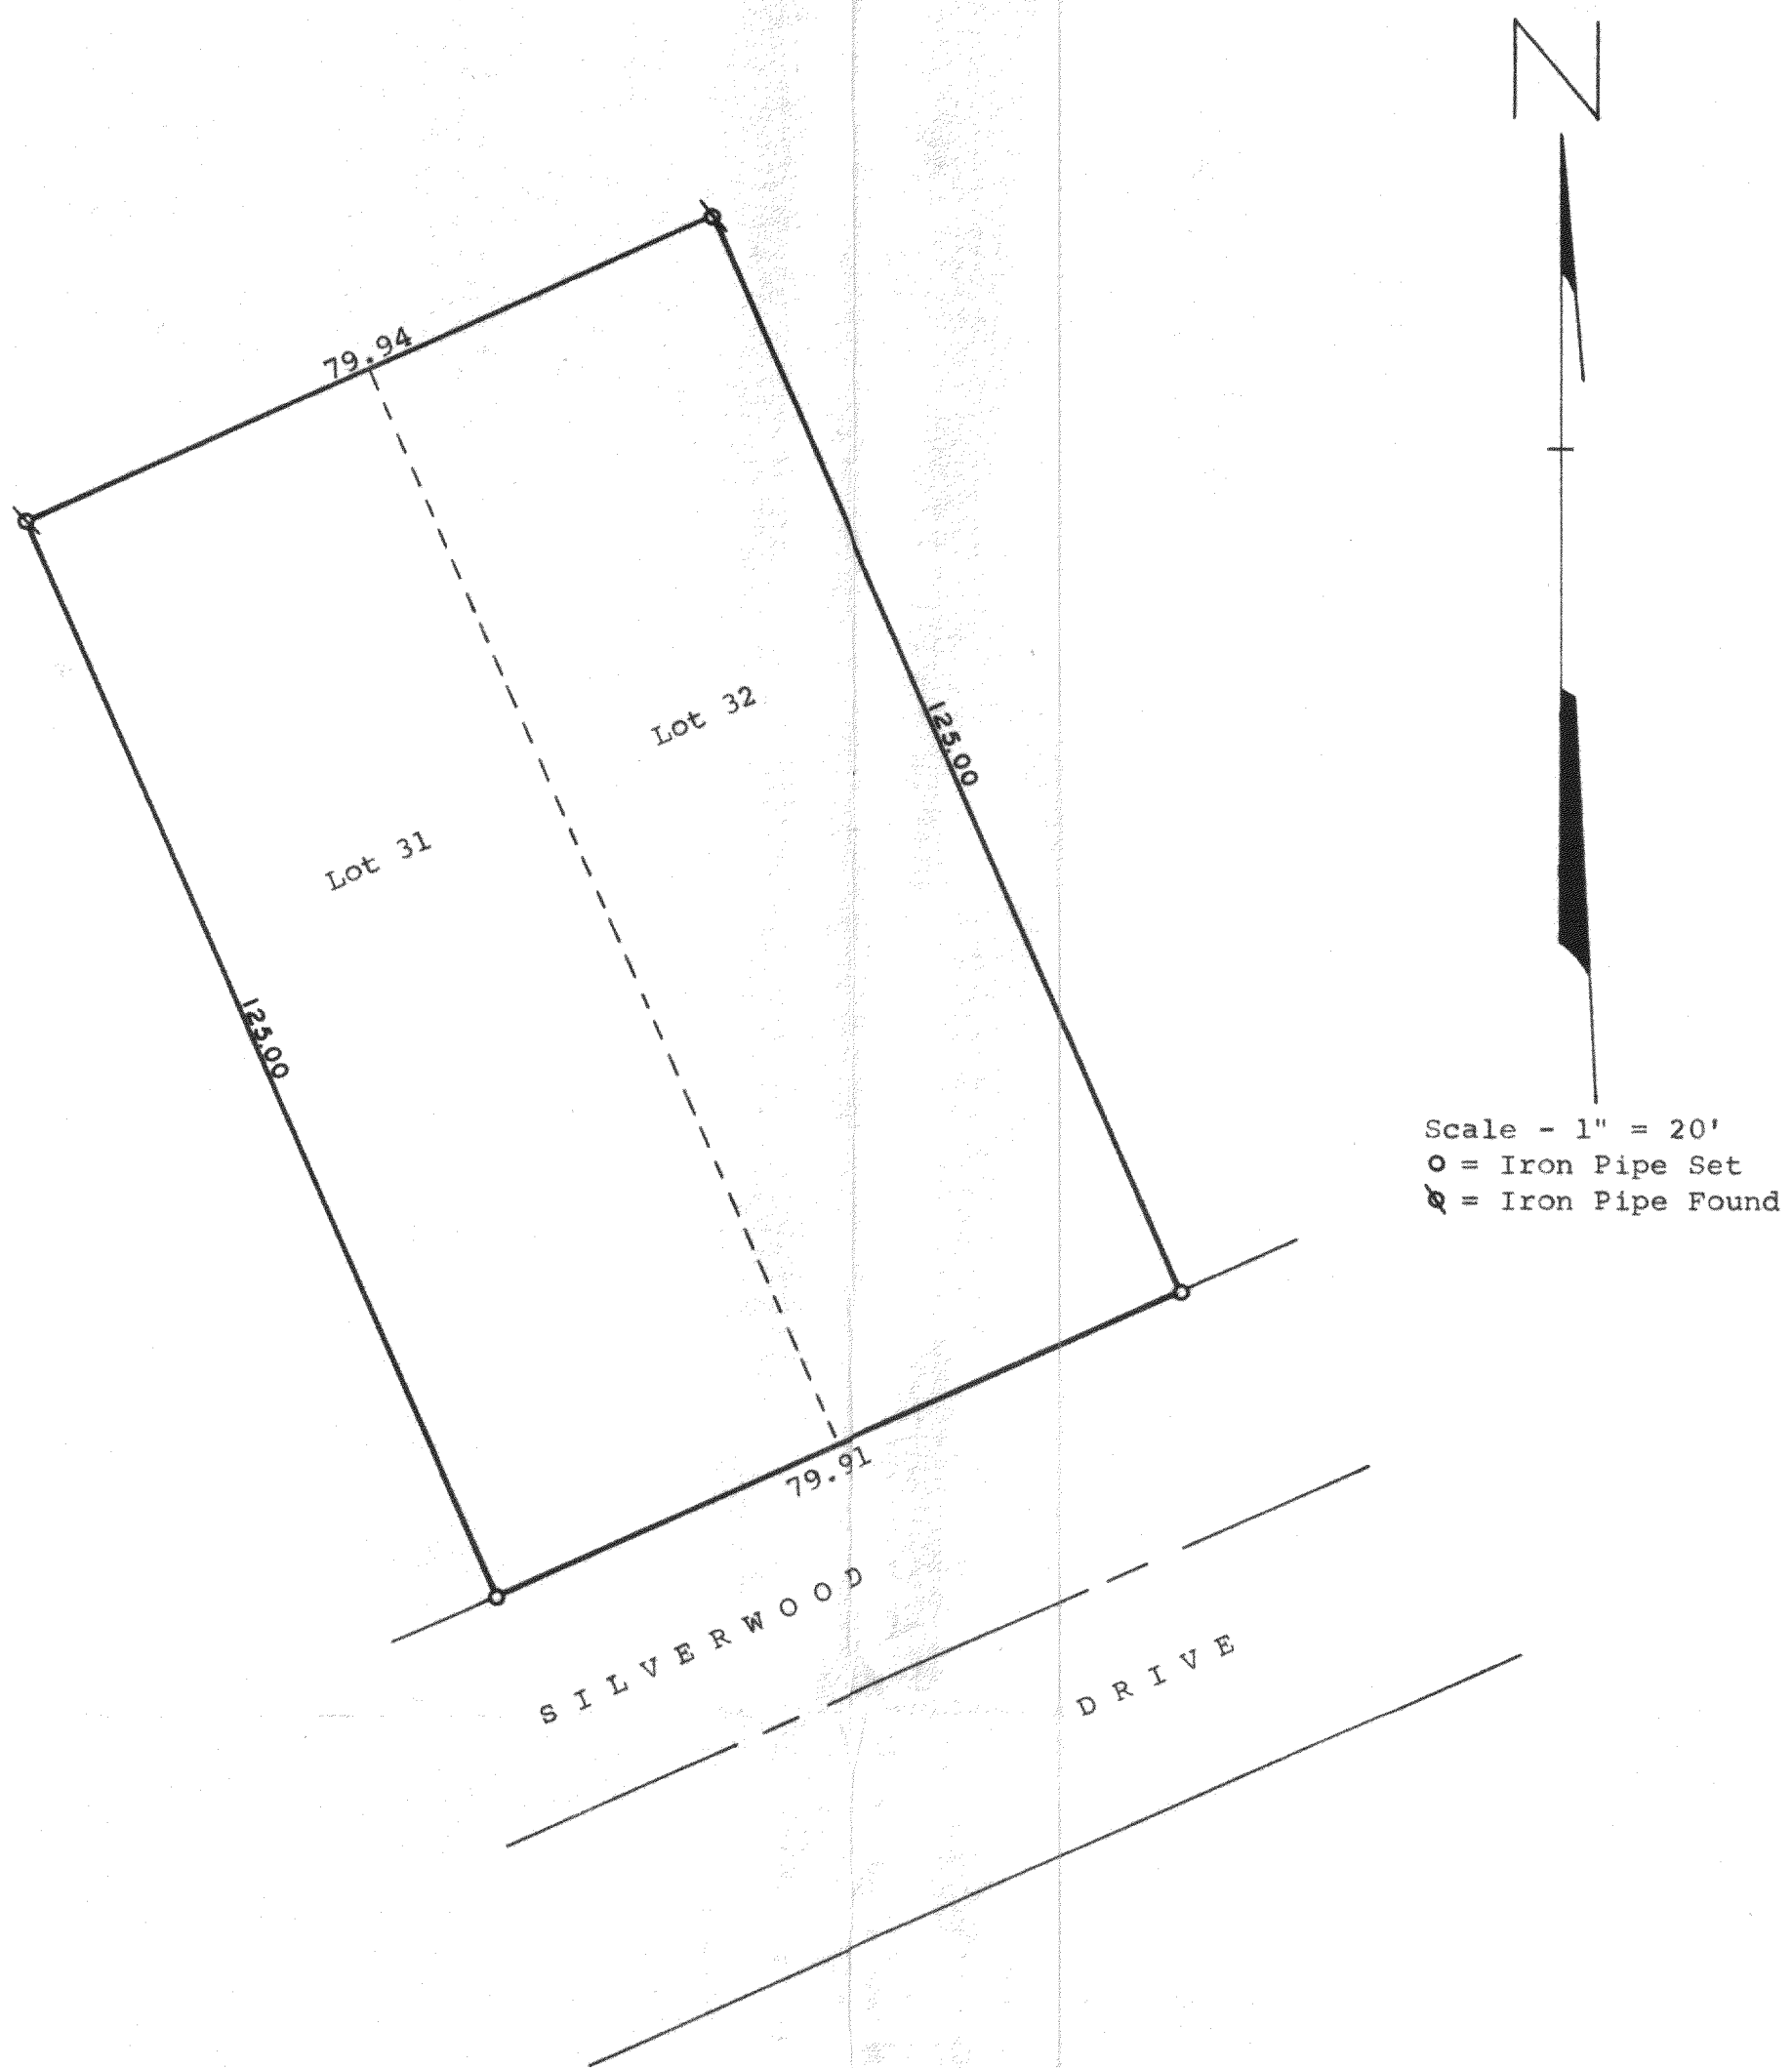 N
79.94
Lot 32
125.00
Lot 31
125.00
Scale - 1" = 20'
O = Iron Pipe Set
= Iron Pipe Found
79.91
SILVERWOOD DRIVE